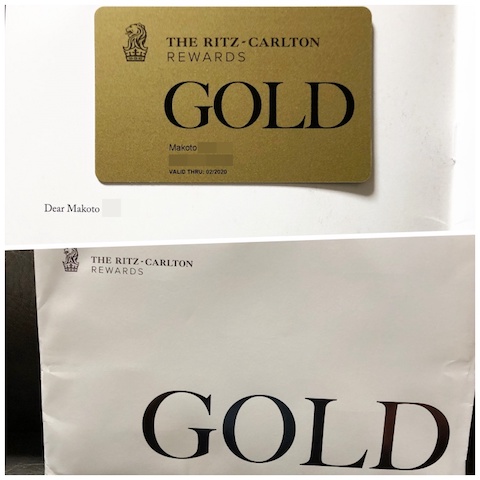 THE RITZ-CARLTON
REWARDS
GOLD
Makoto
VALID THRU: 02/2020
Dear Makoto
THE RITZ-CARLTON
REWARDS
GOLD